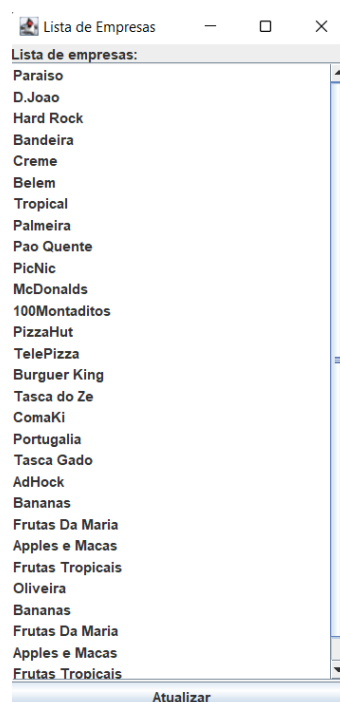 Lista de Empresas
Lista de empresas:
Paraiso
D.Joao
Hard Rock
Bandeira
Creme
Belem
Tropical
Palmeira
Pao Quente
PicNic
McDonalds
100Montaditos
PizzaHut
TelePizza
Burguer King
Tasca do Ze
ComaKi
Portugalia
Tasca Gado
AdHock
Bananas
Frutas Da Maria
Apples e Macas
Frutas Tropicais
Oliveira
Bananas
Frutas Da Maria
Apples e Macas
Frutas Tropicais
Atualizar